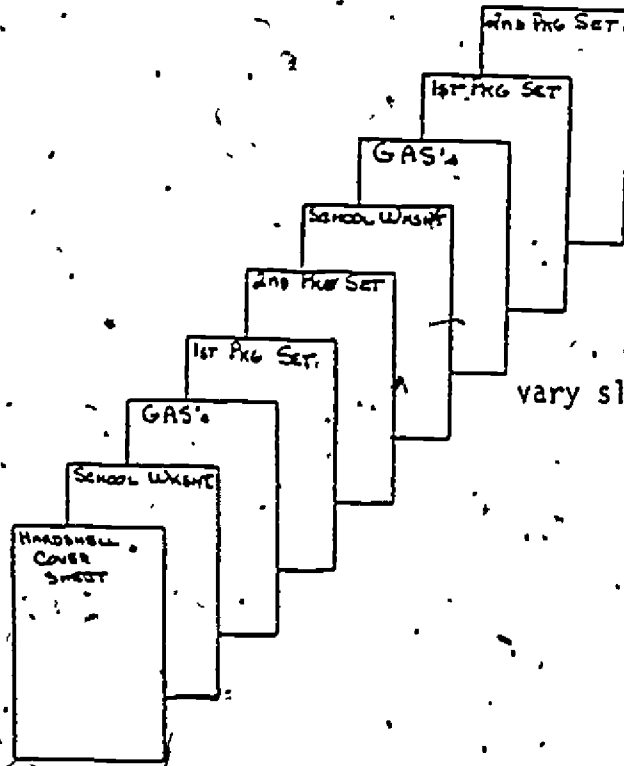 2nd PKG SET
1ST PKG SET
GAS's
SCHOOL WKSHT
2nd PKG SET
1ST PKG SET
GAS's
SCHOOL WKSHT
HARDSHELL
COVER
SHEET
vary sl